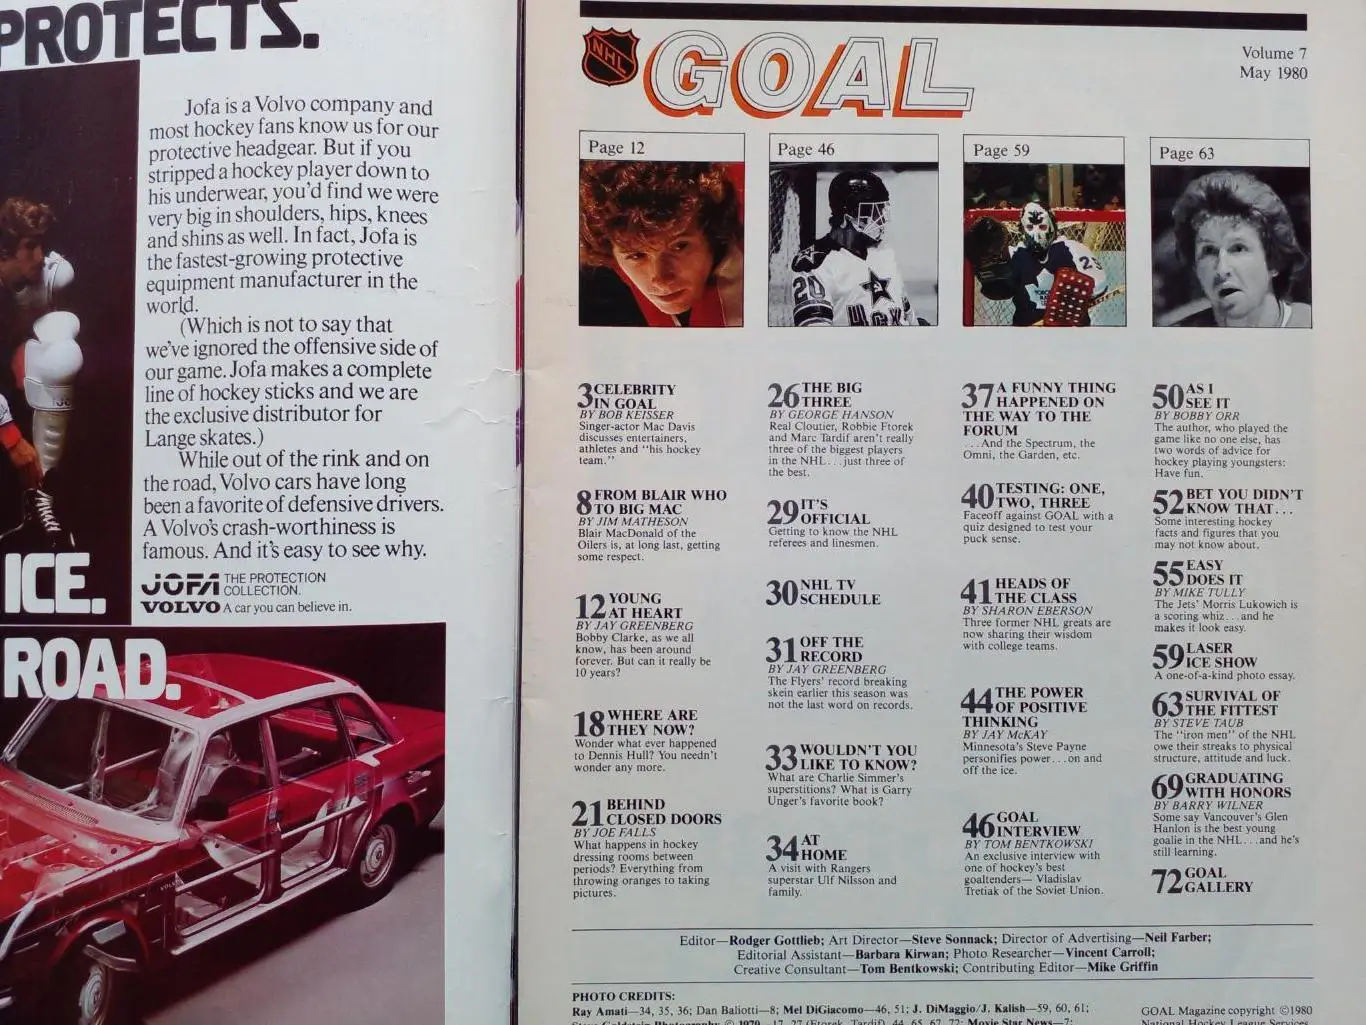 PROTECTS.
Jofa is a Volvo company and
most hockey fans know us for our
protective headgear. But if you
stripped a hockey player down to
his underwear, you'd find we were
very big in shoulders, hips, knees
and shins as well. In fact, Jofa is
the fastest-growing protective
equipment manufacturer in the
world.
(Which is not to say that
we've ignored the offensive side of
our game. Jofa makes a complete
line of hockey sticks and we are
the exclusive distributor for
Lange skates.)
While out of the rink and on
the road, Volvo cars have long
been a favorite of defensive drivers.
A Volvo's crash-worthiness is
famous. And it's easy to see why.
JOFA THE PROTECTION
COLLECTION.
VOLVO A car you can believe in.
ICE.
ROAD.
NHL
GOAL
Volume 7
May 1980
Page 12
Page 46
20
Page 59
Page 63
3 CELEBRITY
IN GOAL
BY BOB KEISSER
Singer-actor Mac Davis
discusses entertainers,
athletes and "his hockey
team."
8 FROM BLAIR WHO
TO BIG MAC
BY JIM MATHESON
Blair MacDonald of the
Oilers is, at long last, getting
some respect.
12 YOUNG
AT HEART
BY JAY GREENBERG
Bobby Clarke, as we all
know, has been around
forever. But can it really be
10 years?
18 WHERE ARE
THEY NOW?
Wonder what ever happened
to Dennis Hull? You needn't
wonder any more.
21 BEHIND
CLOSED DOORS
BY JOE FALLS
What happens in hockey
dressing rooms between
periods? Everything from
throwing oranges to taking
pictures.
26 THE BIG
THREE
BY GEORGE HANSON
Real Cloutier, Robbie Ftorek
and Marc Tardif aren't really
three of the biggest players
in the NHL...just three of
the best.
29 IT'S
OFFICIAL
Getting to know the NHL
referees and linesmen.
30 NHL TV
SCHEDULE
31 OFF THE
RECORD
BY JAY GREENBERG
The Flyers' record breaking
skein earlier this season was
not the last word on records.
33 WOULDN'T YOU
LIKE TO KNOW?
What are Charlie Simmer's
superstitions? What is Garry
Unger's favorite book?
34 AT
HOME
A visit with Rangers
superstar Ulf Nilsson and
family.
37 A FUNNY THING
HAPPENED ON
THE WAY TO THE
FORUM
...And the Spectrum, the
Omni, the Garden, etc.
40 TESTING: ONE,
TWO, THREE
Faceoff against GOAL with a
quiz designed to test your
puck sense.
41 HEADS OF
THE CLASS
BY SHARON EBERSON
Three former NHL greats are
now sharing their wisdom
with college teams.
44 THE POWER
OF POSITIVE
THINKING
BY JAY McKAY
Minnesota's Steve Payne
personifies power...on and
off the ice.
46 GOAL
INTERVIEW
BY TOM BENTKOWSKI
An exclusive interview with
one of hockey's best
goaltenders— Vladislav
Tretiak of the Soviet Union.
50 AS I
SEE IT
BY BOBBY ORR
The author, who played the
game like no one else, has
two words of advice for
hockey playing youngsters:
Have fun.
52 BET YOU DIDN'T
KNOW THAT...
Some interesting hockey
facts and figures that you
may not know about.
55 EASY
DOES IT
BY MIKE TULLY
The Jets' Morris Lukowich is
a scoring whiz...and he
makes it look easy.
59 LASER
ICE SHOW
A one-of-a-kind photo essay.
63 SURVIVAL OF
THE FITTEST
BY STEVE TAUB
The "iron men" of the NHL
owe their streaks to physical
structure, attitude and luck.
69 GRADUATING
WITH HONORS
BY BARRY WILNER
Some say Vancouver's Glen
Hanlon is the best young
goalie in the NHL...and he's
still learning.
72 GOAL
GALLERY
Editor—Rodger Gottlieb; Art Director—Steve Sonnack; Director of Advertising—Neil Farber;
Editorial Assistant—Barbara Kirwan; Photo Researcher—Vincent Carroll;
Creative Consultant—Tom Bentkowski; Contributing Editor—Mike Griffin
PHOTO CREDITS:
Ray Amati—34, 35, 36; Dan Baliotti—8; Mel DiGiacomo—46, 51; J. DiMaggio/J. Kalish—59, 60, 61;
GOAL Magazine copyright ©1980
National Hockey League Services